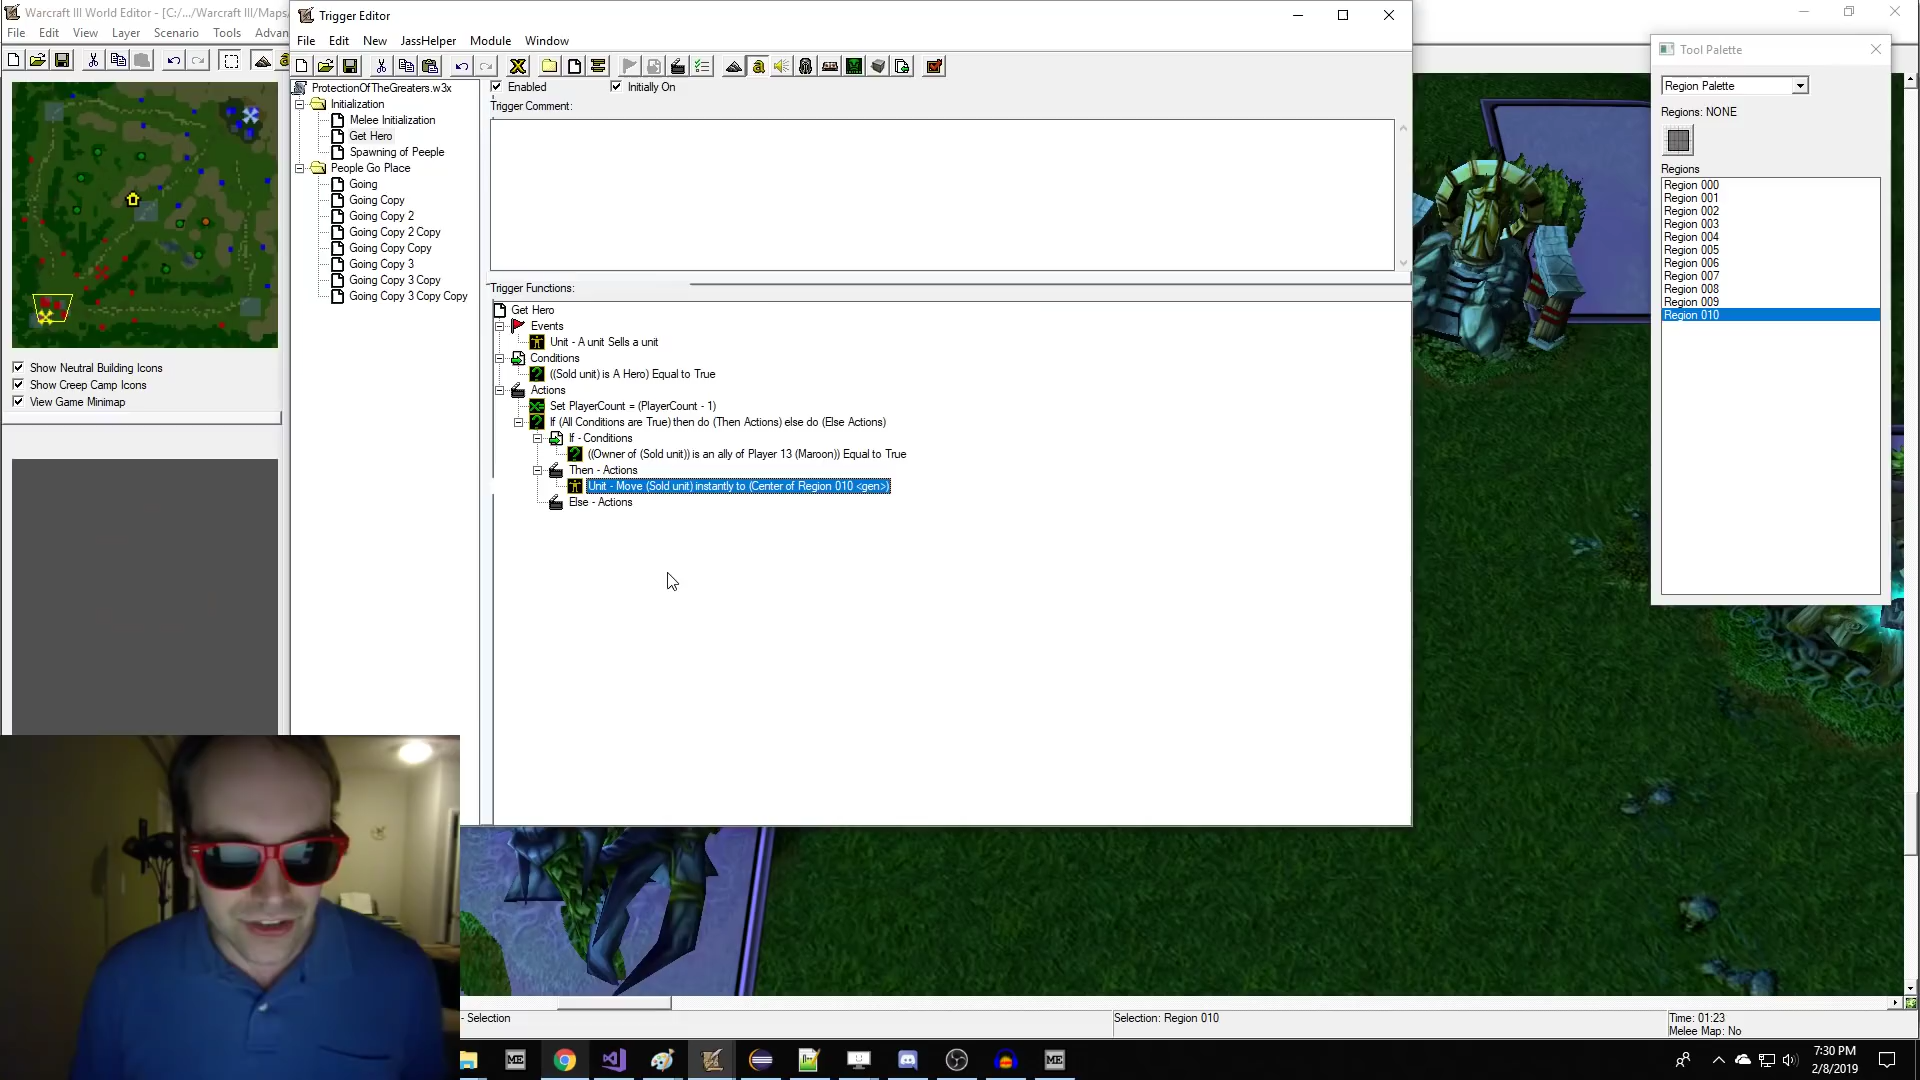 Warcraft III World Editor - [C:/.../Warcraft III/Maps/
File Edit View Layer Scenario Tools Advan
Show Neutral Building Icons
Show Creep Camp Icons
View Game Minimap
Trigger Editor
File Edit New JassHelper Module Window
ProtectionOfTheGreaters.w3x
Initialization
Melee Initialization
Get Hero
Spawning of Peeple
People Go Place
Going
Going Copy
Going Copy 2
Going Copy 2 Copy
Going Copy Copy
Going Copy 3
Going Copy 3 Copy
Going Copy 3 Copy Copy
Enabled Initially On
Trigger Comment:
Trigger Functions:
Get Hero
Events
Unit - A unit Sells a unit
Conditions
((Sold unit) is A Hero) Equal to True
Actions
Set PlayerCount = (PlayerCount - 1)
If (All Conditions are True) then do (Then Actions) else do (Else Actions)
If - Conditions
((Owner of (Sold unit)) is an ally of Player 13 (Maroon)) Equal to True
Then - Actions
Unit - Move (Sold unit) instantly to (Center of Region 010 <gen>)
Else - Actions
Tool Palette
Region Palette
Regions: NONE
Regions
Region 000
Region 001
Region 002
Region 003
Region 004
Region 005
Region 006
Region 007
Region 008
Region 009
Region 010
- Selection
Selection: Region 010
Time: 01:23
Melee Map: No
ME
ME
7:30 PM
2/8/2019